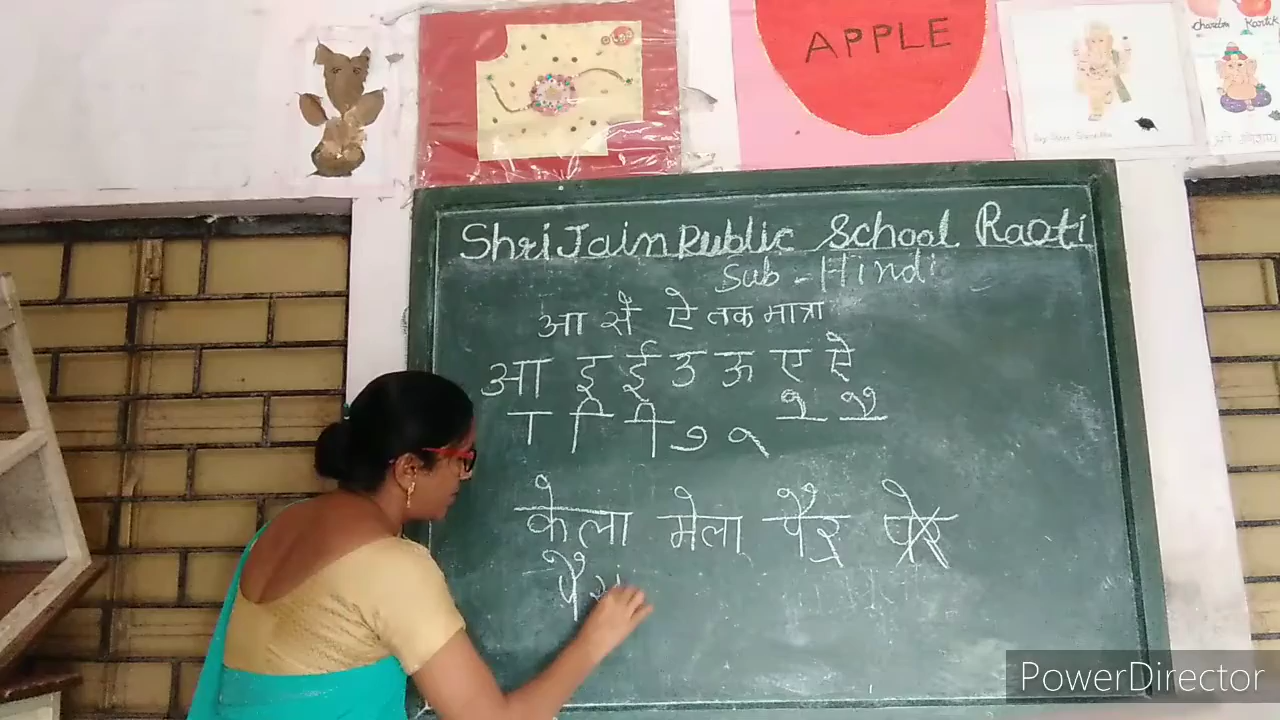 APPLE
Shri Jain Public School Raoti
Sub - Hindi
आ से ऐ तक मात्रा
आ इ ई उ ऊ ए ऐ
ा ि ी ु ू े ै
केला मेला पैर पेर
पैस
PowerDirector